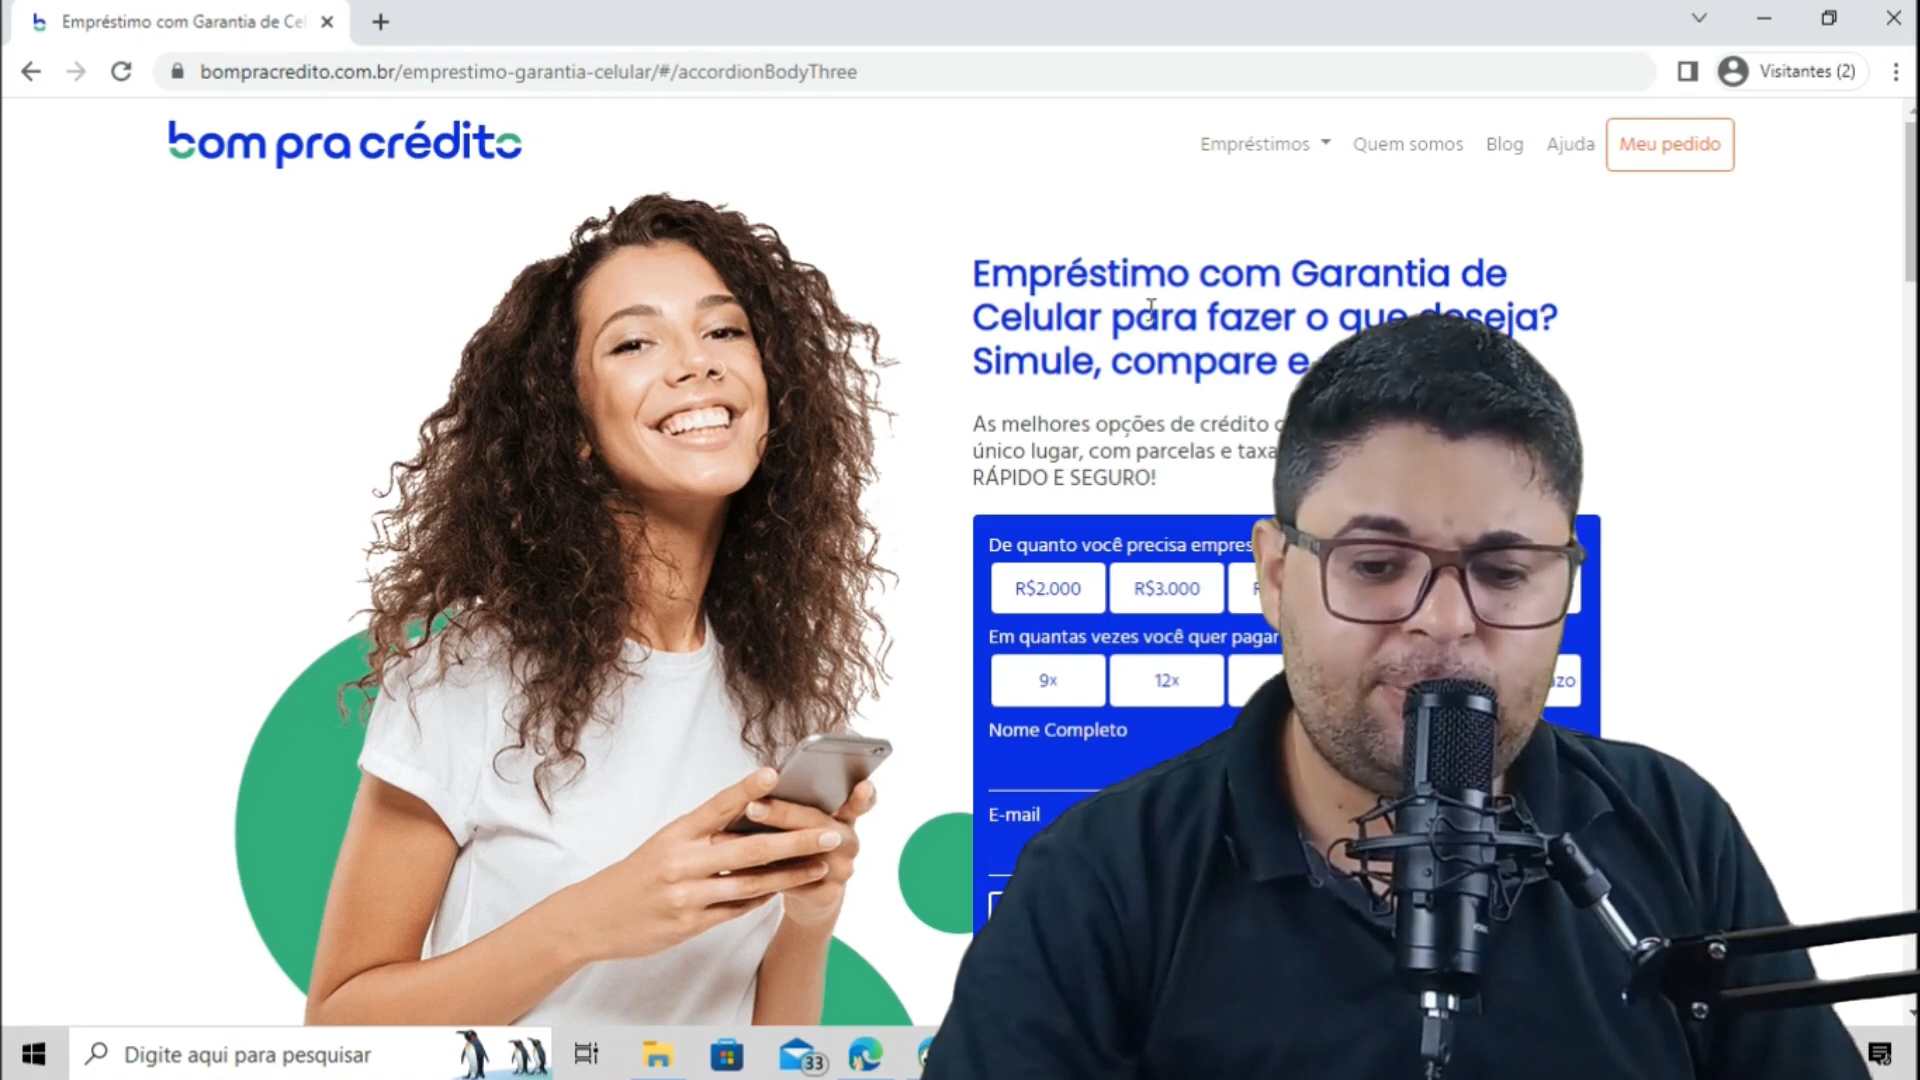 Empréstimo com Garantia de Cel
bompracredito.com.br/emprestimo-garantia-celular/#/accordionBodyThree
Visitantes (2)
bom pra crédito
Empréstimos
Quem somos
Blog
Ajuda
Meu pedido
Empréstimo com Garantia de
Celular para fazer o que deseja?
Simule, compare e
As melhores opções de crédito
único lugar, com parcelas e taxa
RÁPIDO E SEGURO!
De quanto você precisa empres
R$2.000
R$3.000
Em quantas vezes você quer pagar
9x
12x
Nome Completo
E-mail
Digite aqui para pesquisar
33